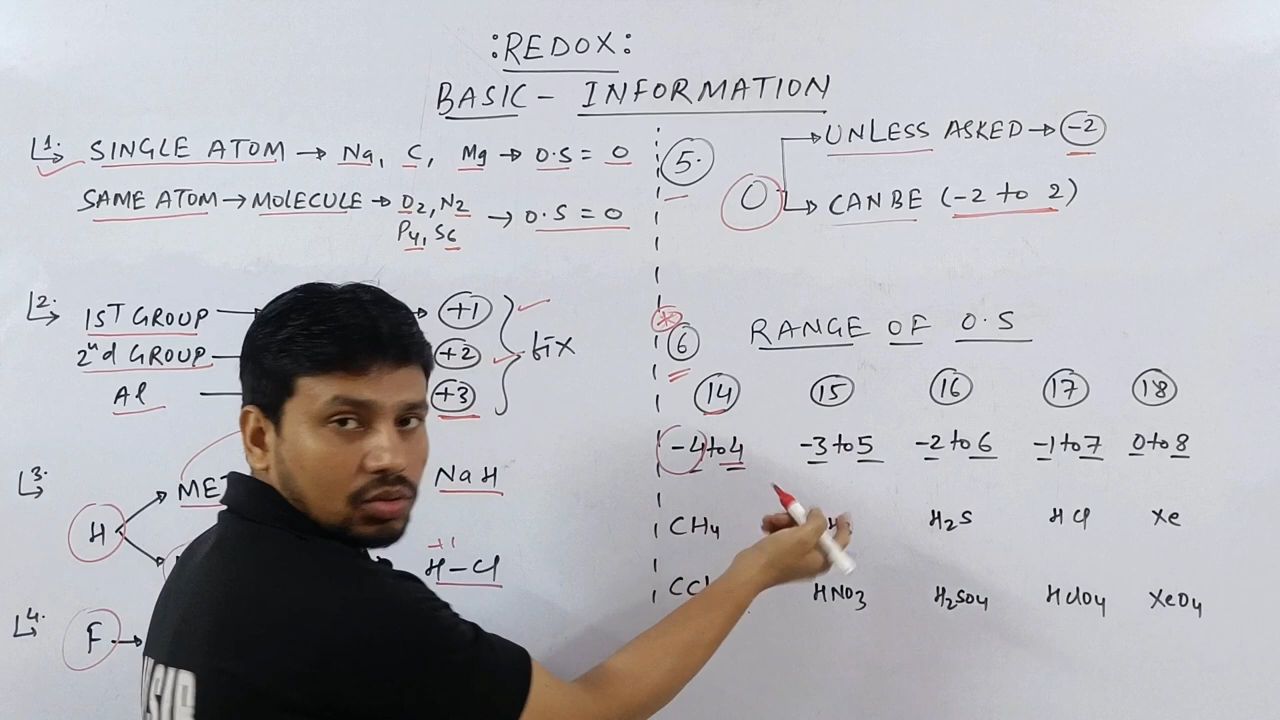 :REDOX:
BASIC - INFORMATION
1. SINGLE ATOM → Na, C, Mg → O.S = 0
SAME ATOM → MOLECULE → O2, N2 → O.S = 0
P4, S6
2. 1ST GROUP → +1
2nd GROUP - +2 } fix
Al — +3
3. H → MET
NaH
+1
H-Cl
4. F →
5. O → UNLESS ASKED → -2
→ CAN BE (-2 to 2)
* 6 RANGE OF O.S
14 15 16 17 18
-4 to 4 -3 to 5 -2 to 6 -1 to 7 0 to 8
CH4 H2S HCl Xe
HNO3 H2SO4 HClO4 XeO4